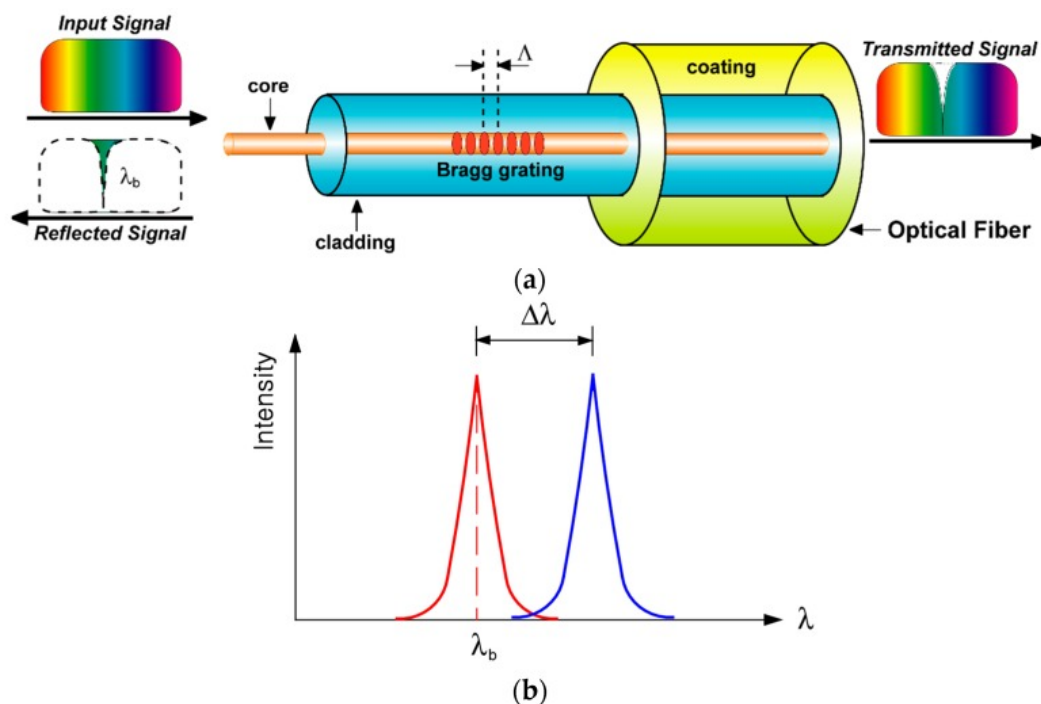 Input Signal
λb
Reflected Signal
core
Λ
Bragg grating
cladding
coating
Transmitted Signal
Optical Fiber
(a)
Δλ
Intensity
λb
λ
(b)